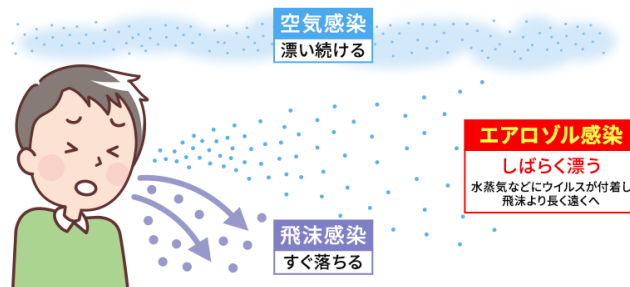 空気感染
漂い続ける
エアロゾル感染
しばらく漂う
水蒸気などにウイルスが付着し
飛沫より長く遠くへ
飛沫感染
すぐ落ちる